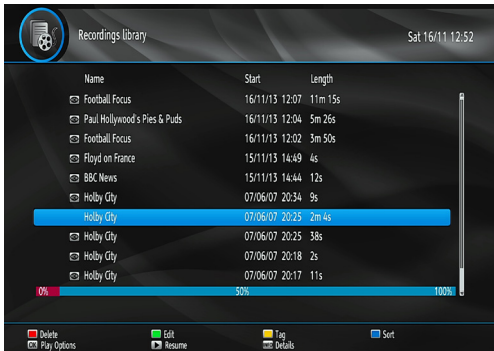 Recordings library
Sat 16/11 12:52
Name Start Length
Football Focus 16/11/13 12:07 11m 15s
Paul Hollywood's Pies & Puds 16/11/13 12:04 5m 26s
Football Focus 16/11/13 12:02 3m 50s
Floyd on France 15/11/13 14:49 4s
BBC News 15/11/13 14:44 12s
Holby City 07/06/07 20:34 9s
Holby City 07/06/07 20:25 2m 4s
Holby City 07/06/07 20:25 38s
Holby City 07/06/07 20:18 2s
Holby City 07/06/07 20:17 11s
0% 50% 100%
Delete Edit Tag Sort
OK Play Options Resume Details